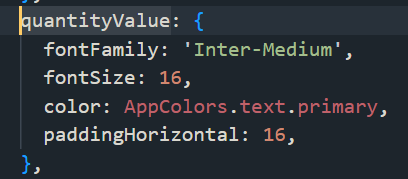 quantityValue: {
fontFamily: 'Inter-Medium',
fontSize: 16,
color: AppColors.text.primary,
paddingHorizontal: 16,
},